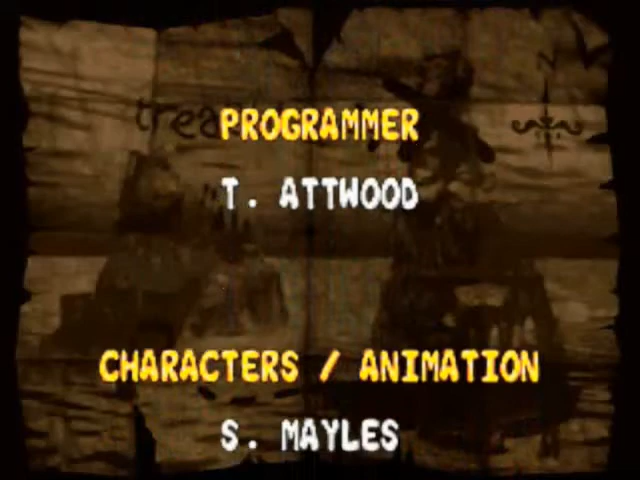 N
PROGRAMMER
T. ATTWOOD
CHARACTERS / ANIMATION
S. MAYLES